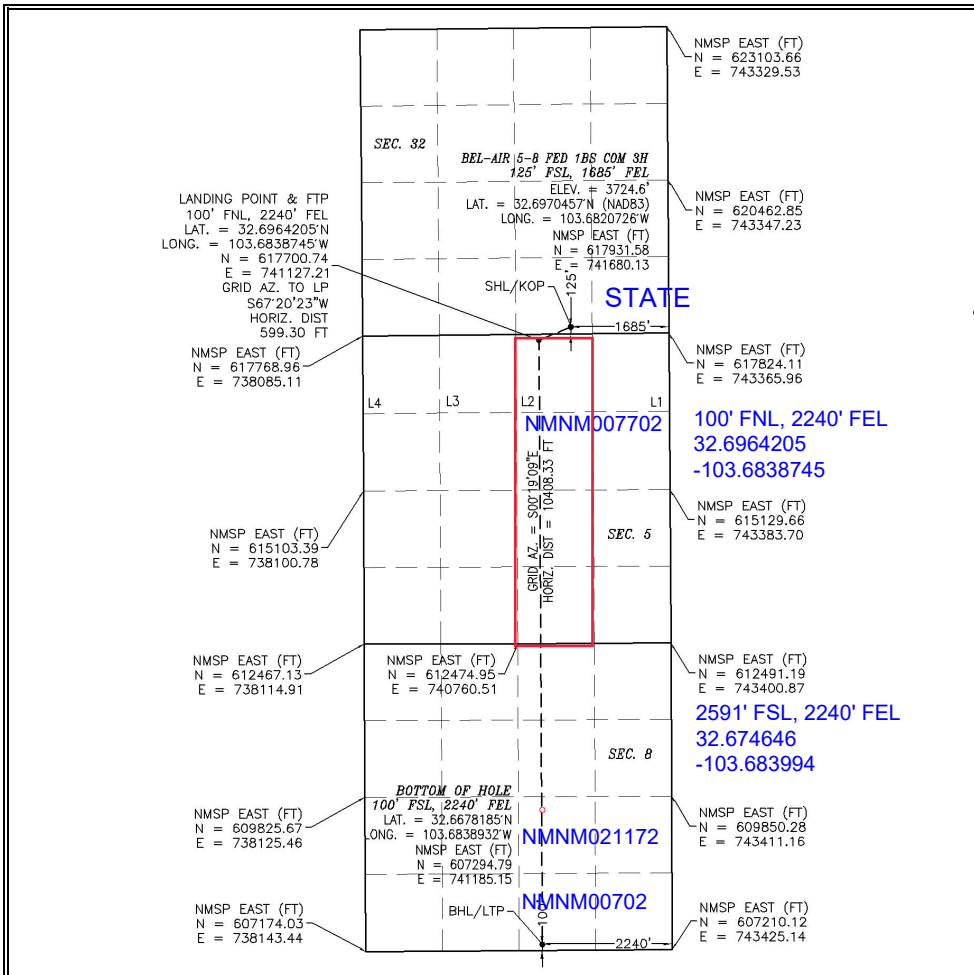 NMSP EAST (FT)
N = 623103.66
E = 743329.53
SEC. 32
BEL-AIR 5-8 FED 1BS COM 3H
125' FSL, 1685' FEL
ELEV. = 3724.6'
LAT. = 32.6970457°N (NAD83)
LONG. = 103.6820726°W
NMSP EAST (FT)
N = 617931.58
E = 741680.13
NMSP EAST (FT)
N = 620462.85
E = 743347.23
LANDING POINT & FTP
100' FNL, 2240' FEL
LAT. = 32.6964205°N
LONG. = 103.6838745°W
N = 617700.74
E = 741127.21
GRID AZ. TO LP
S67°20'23"W
HORIZ. DIST
599.30 FT
SHL/KOP
125'
STATE
1685'
NMSP EAST (FT)
N = 617768.96
E = 738085.11
NMSP EAST (FT)
N = 617824.11
E = 743365.96
L4
L3
L2
L1
NMNM007702
100' FNL, 2240' FEL
32.6964205
-103.6838745
GRID AZ. = S00°19'09"E
HORIZ. DIST = 10408.33 FT
NMSP EAST (FT)
N = 615103.39
E = 738100.78
SEC. 5
NMSP EAST (FT)
N = 615129.66
E = 743383.70
NMSP EAST (FT)
N = 612467.13
E = 738114.91
NMSP EAST (FT)
N = 612474.95
E = 740760.51
NMSP EAST (FT)
N = 612491.19
E = 743400.87
2591' FSL, 2240' FEL
32.674646
-103.683994
SEC. 8
BOTTOM OF HOLE
100' FSL, 2240' FEL
LAT. = 32.6678185°N
LONG. = 103.6838932°W
NMSP EAST (FT)
N = 607294.79
E = 741185.15
NMSP EAST (FT)
N = 609825.67
E = 738125.46
NMNM021172
NMSP EAST (FT)
N = 609850.28
E = 743411.16
NMNM00702
BHL/LTP
100'
2240'
NMSP EAST (FT)
N = 607174.03
E = 738143.44
NMSP EAST (FT)
N = 607210.12
E = 743425.14